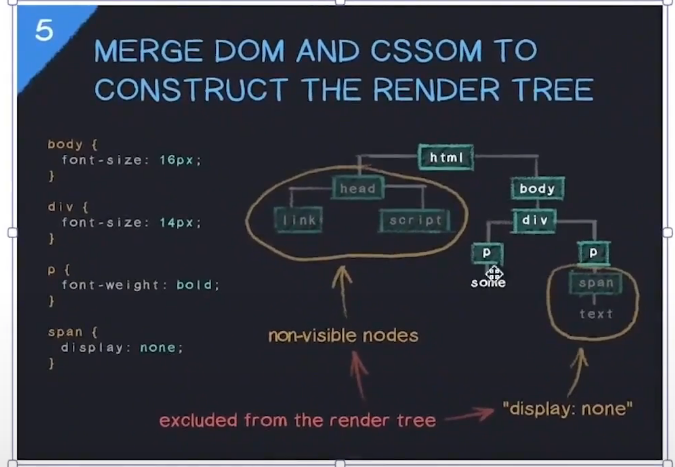 5
MERGE DOM AND CSSOM TO
CONSTRUCT THE RENDER TREE
body {
font-size: 16px;
}
div {
font-size: 14px;
}
p {
font-weight: bold;
}
span {
display: none;
}
html
head
body
link
script
div
p
p
some
span
text
non-visible nodes
excluded from the render tree
"display: none"